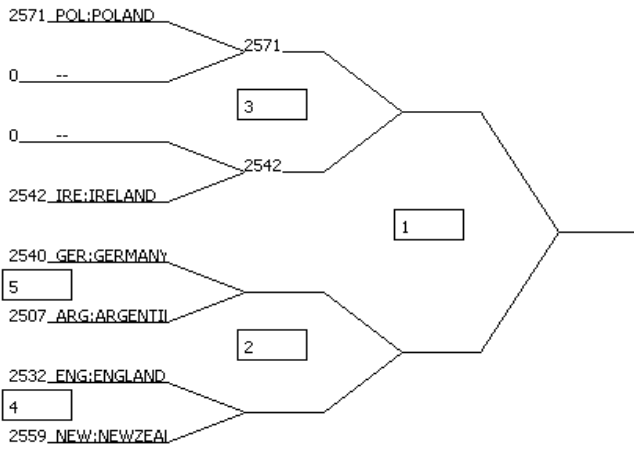 2571 POL:POLAND
2571
0 --
3
0 --
2542
2542 IRE:IRELAND
1
2540 GER:GERMANY
5
2507 ARG:ARGENTII
2
2532 ENG:ENGLAND
4
2559 NEW:NEWZEAI